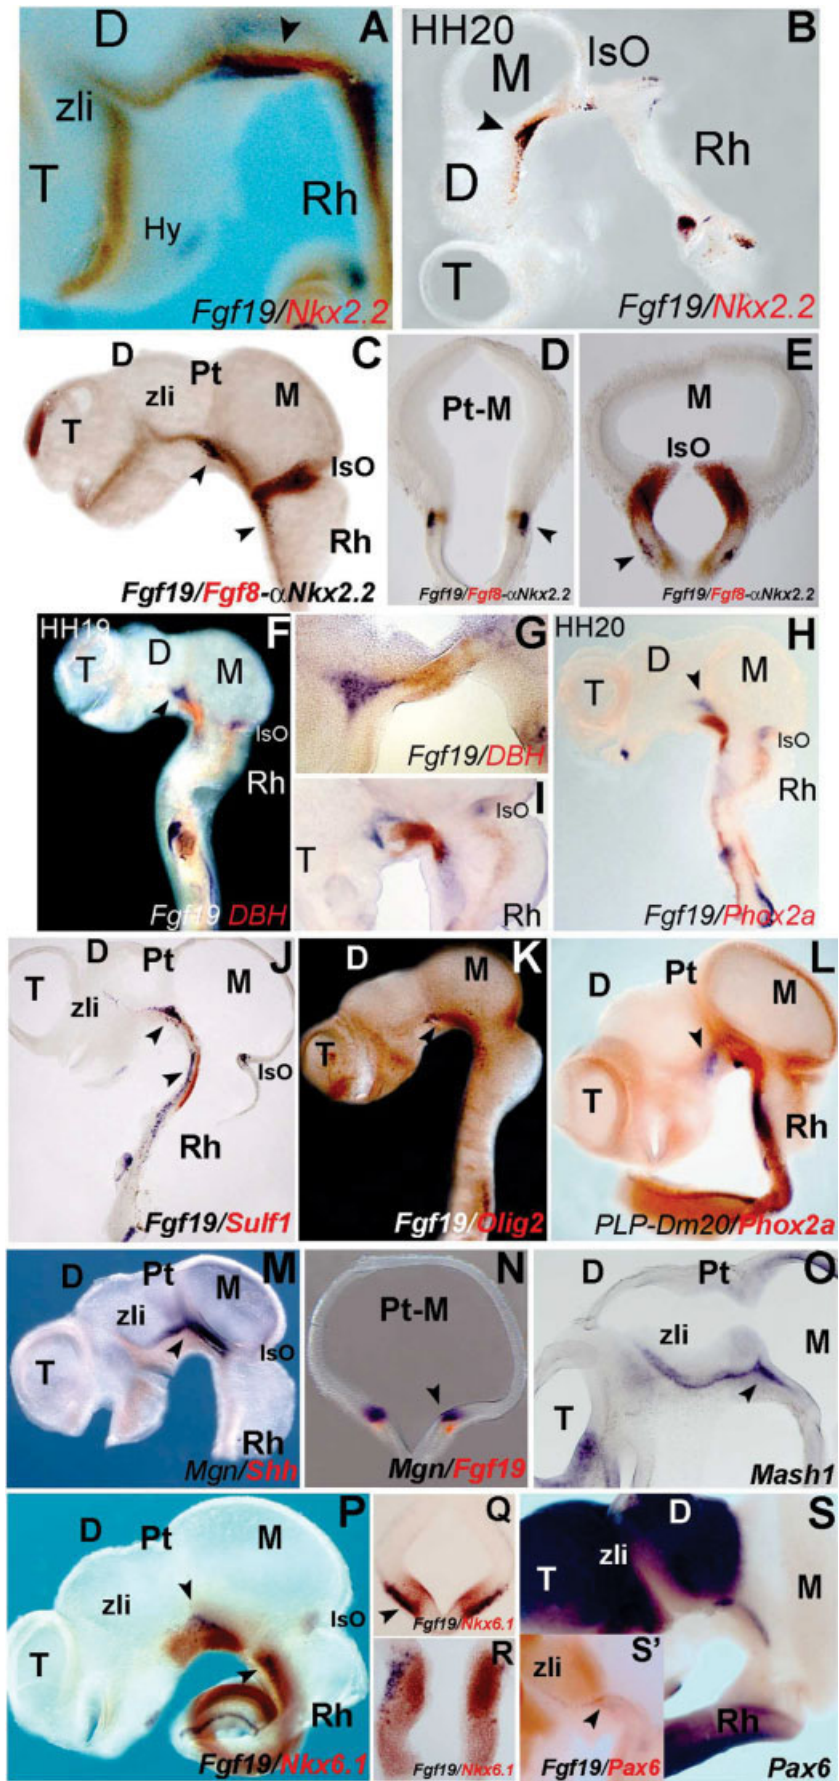 D A
zli
T
Rh
Hy
Fgf19/Nkx2.2
HH20 B
IsO
M
Rh
D
T
Fgf19/Nkx2.2
D Pt C
zli M
T
IsO
Rh
Fgf19/Fgf8-αNkx2.2
D
Pt-M
Fgf19/Fgf8-αNkx2.2
E
M
IsO
Fgf19/Fgf8-αNkx2.2
HH19 F
T D M
IsO
Rh
Fgf19 DBH
G
Fgf19/DBH
I
IsO
T
Rh
HH20 H
D
T M
IsO
Rh
Fgf19/Phox2a
D Pt J
T M
zli
IsO
Rh
Fgf19/Sulf1
D K
M
T
Fgf19/Olig2
Pt L
D M
T
Rh
PLP-Dm20/Phox2a
D Pt M
zli M
T IsO
Rh
Mgn/Shh
N
Pt-M
Mgn/Fgf19
D Pt O
zli
M
T
Mash1
P
D Pt M
zli
IsO
T
Rh
Fgf19/Nkx6.1
Q
Fgf19/Nkx6.1
R
Fgf19/Nkx6.1
D S
zli
T
M
S'
zli
Fgf19/Pax6
Rh
Pax6